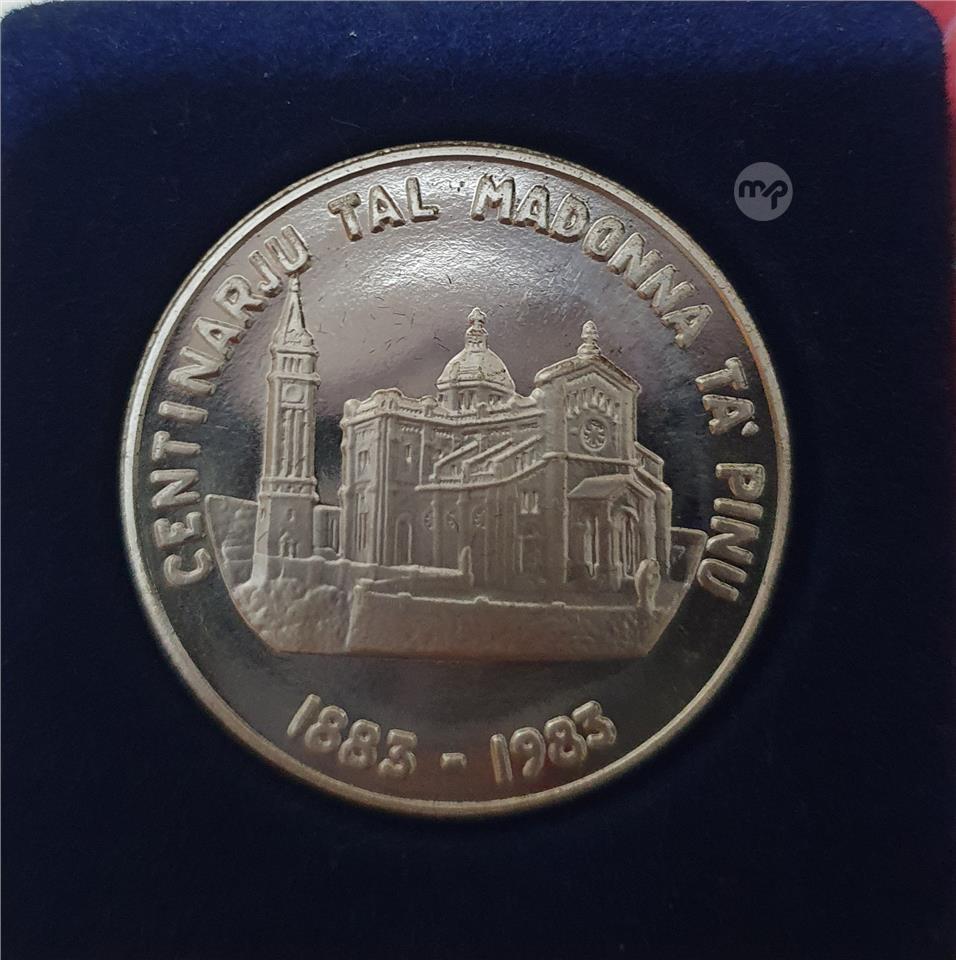 CENTINARJU TAL MADONNA TA' PINU
1883 - 1983
mp